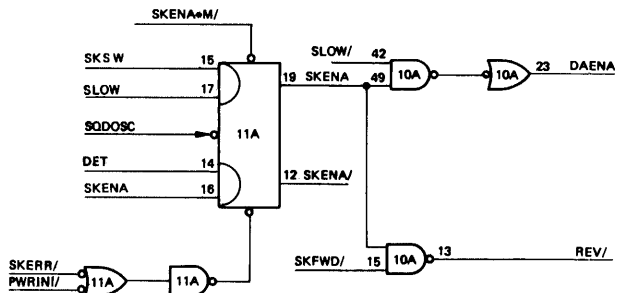 SKENA•M/
SKSW 15
SLOW 17
SQDOSC
11A
DET 14
SKENA 16
19 SKENA
12 SKENA/
SLOW/ 42
49
10A
10A
23 DAENA
SKFWD/ 15
10A
13
REV/
SKERR/
PWRINI/
11A
11A